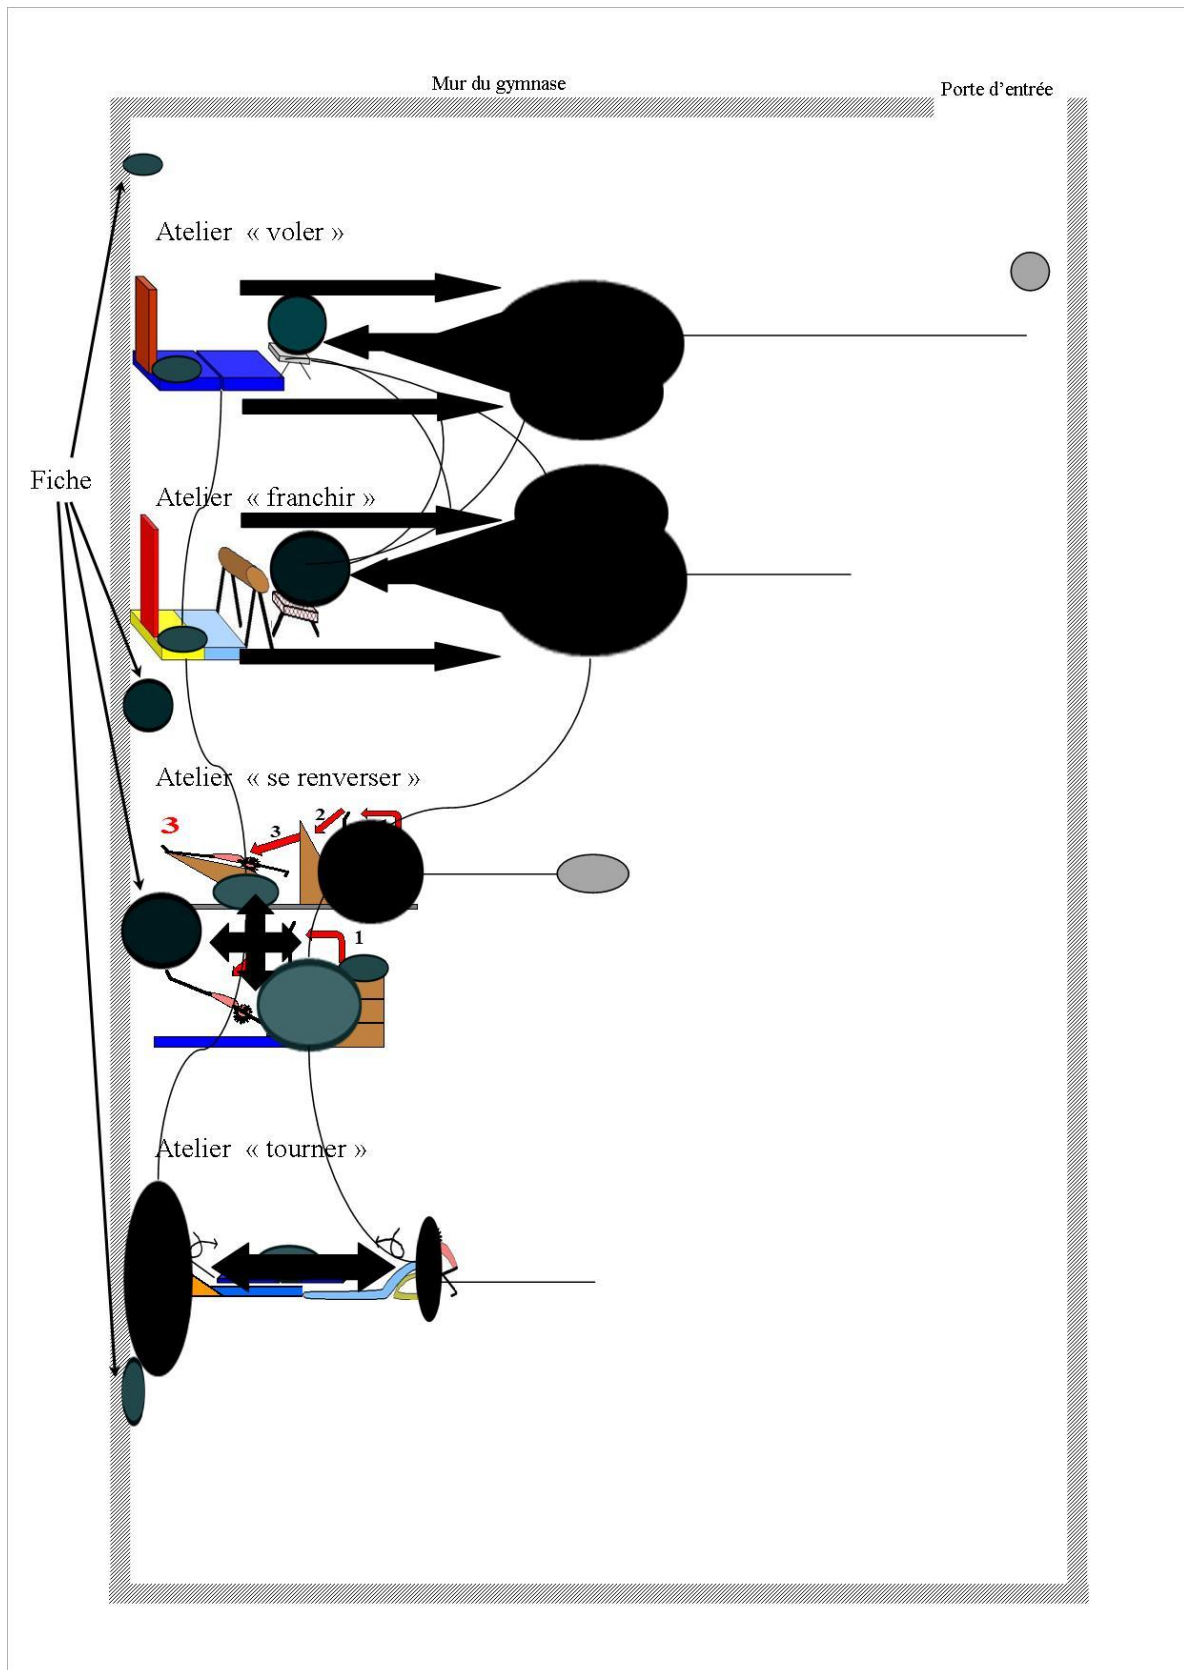 Mur du gymnase
Porte d'entrée
Atelier « voler »
Fiche
Atelier « franchir »
Atelier « se renverser »
3
2
3
1
Atelier « tourner »